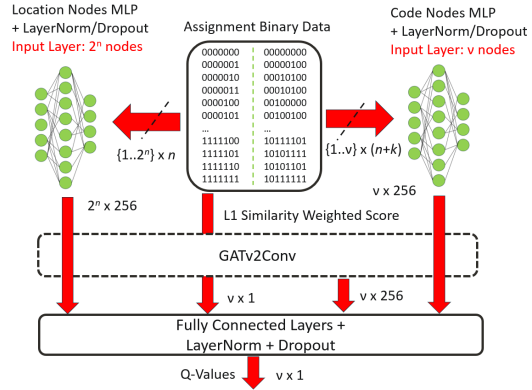 Location Nodes MLP
+ LayerNorm/Dropout
Input Layer: 2ⁿ nodes
Assignment Binary Data
Code Nodes MLP
+ LayerNorm/Dropout
Input Layer: ν nodes
0000000 00000000
0000001 00000100
0000010 00010100
0000011 00010100
0000100 00100000
0000101 00000100
...
...
1111100 10111101
1111101 10101111
1111110 10101101
1111111 10111111
{1..2ⁿ} x n
{1..ν} x (n+k)
2ⁿ x 256
L1 Similarity Weighted Score
ν x 256
GATv2Conv
ν x 1
ν x 256
Fully Connected Layers +
LayerNorm + Dropout
Q-Values
ν x 1